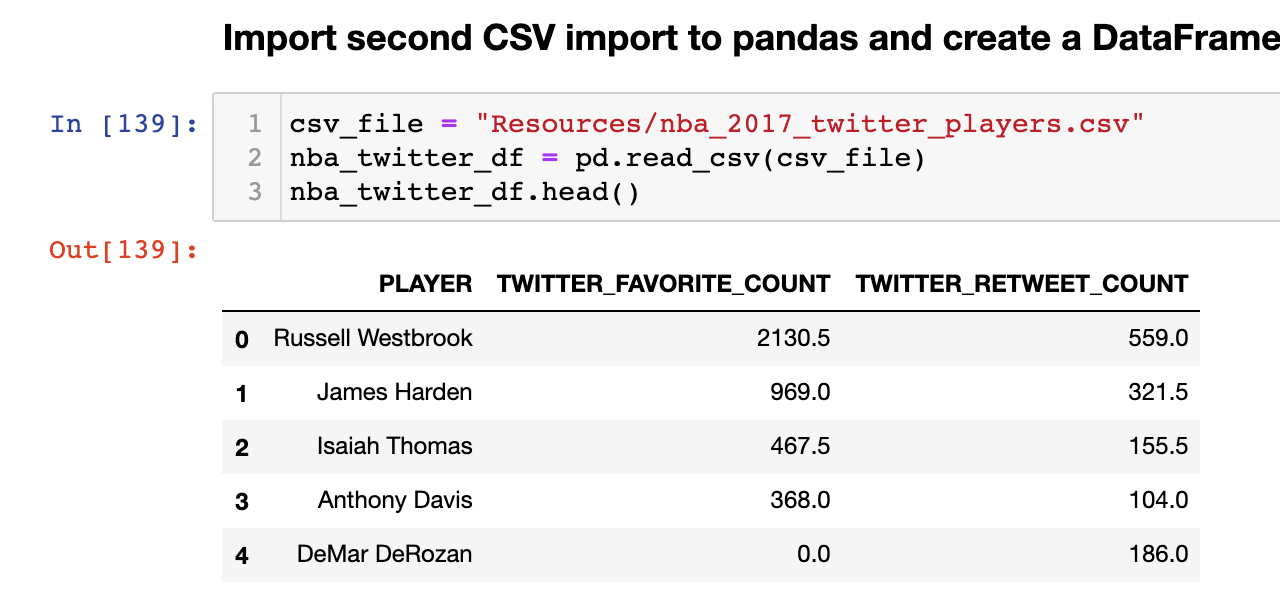 Import second CSV import to pandas and create a DataFrame
In [139]:
1 csv_file = "Resources/nba_2017_twitter_players.csv"
2 nba_twitter_df = pd.read_csv(csv_file)
3 nba_twitter_df.head()
Out[139]:
PLAYER TWITTER_FAVORITE_COUNT TWITTER_RETWEET_COUNT
0 Russell Westbrook 2130.5 559.0
1 James Harden 969.0 321.5
2 Isaiah Thomas 467.5 155.5
3 Anthony Davis 368.0 104.0
4 DeMar DeRozan 0.0 186.0